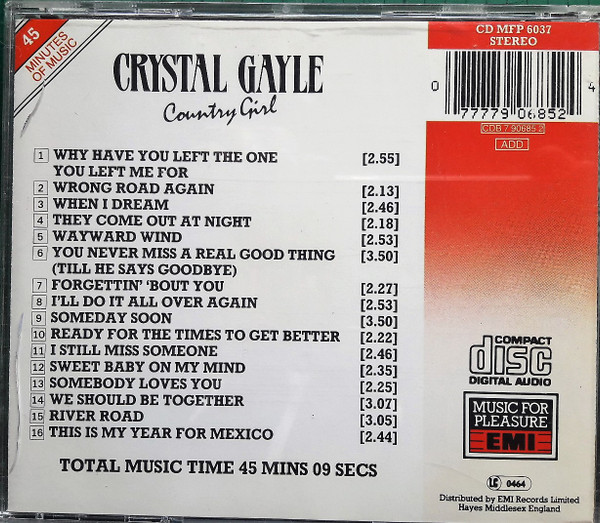 45
MINUTES OF MUSIC
CRYSTAL GAYLE
Country Girl
1 WHY HAVE YOU LEFT THE ONE [2.55]
YOU LEFT ME FOR
2 WRONG ROAD AGAIN [2.13]
3 WHEN I DREAM [2.46]
4 THEY COME OUT AT NIGHT [2.18]
5 WAYWARD WIND [2.53]
6 YOU NEVER MISS A REAL GOOD THING [3.50]
(TILL HE SAYS GOODBYE)
7 FORGETTIN' 'BOUT YOU [2.27]
8 I'LL DO IT ALL OVER AGAIN [2.53]
9 SOMEDAY SOON [3.50]
10 READY FOR THE TIMES TO GET BETTER [2.22]
11 I STILL MISS SOMEONE [2.46]
12 SWEET BABY ON MY MIND [2.35]
13 SOMEBODY LOVES YOU [2.25]
14 WE SHOULD BE TOGETHER [3.07]
15 RIVER ROAD [3.05]
16 THIS IS MY YEAR FOR MEXICO [2.44]
TOTAL MUSIC TIME 45 MINS 09 SECS
CD MFP 6037
STEREO
0 77779 06852 4
CDB 7 90685 2
ADD
COMPACT
disc
DIGITAL AUDIO
MUSIC FOR
PLEASURE
EMI
LC 0464
Distributed by EMI Records Limited
Hayes Middlesex England